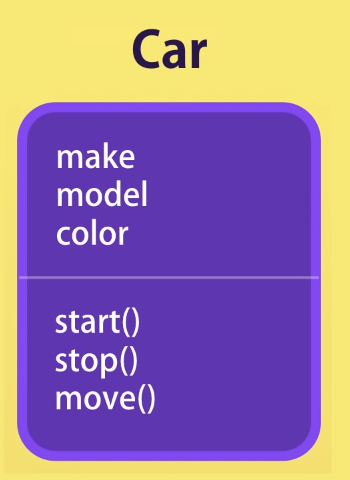 Car
make
model
color
start()
stop()
move()